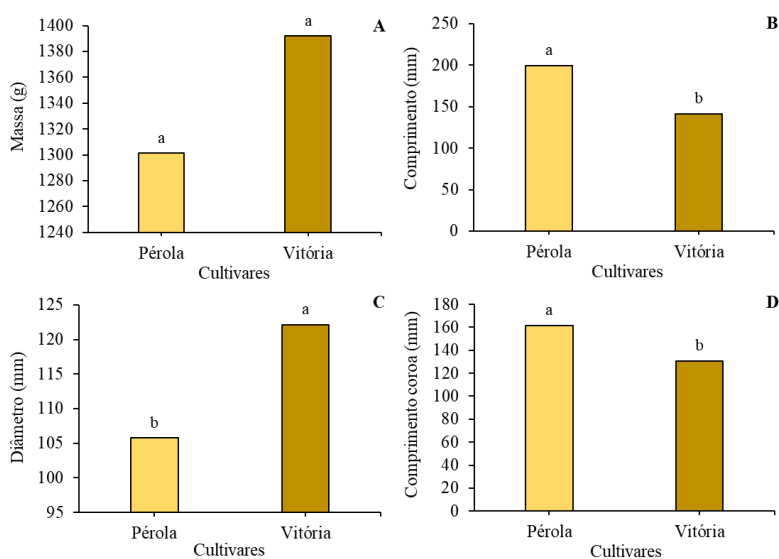 A
Massa (g)
1400
1380
1360
1340
1320
1300
1280
1260
1240
a
a
Pérola
Vitória
Cultivares
B
Comprimento (mm)
250
200
150
100
50
0
a
b
Pérola
Vitória
Cultivares
C
Diâmetro (mm)
125
120
115
110
105
100
95
b
a
Pérola
Vitória
Cultivares
D
Comprimento coroa (mm)
180
160
140
120
100
80
60
40
20
0
a
b
Pérola
Vitória
Cultivares